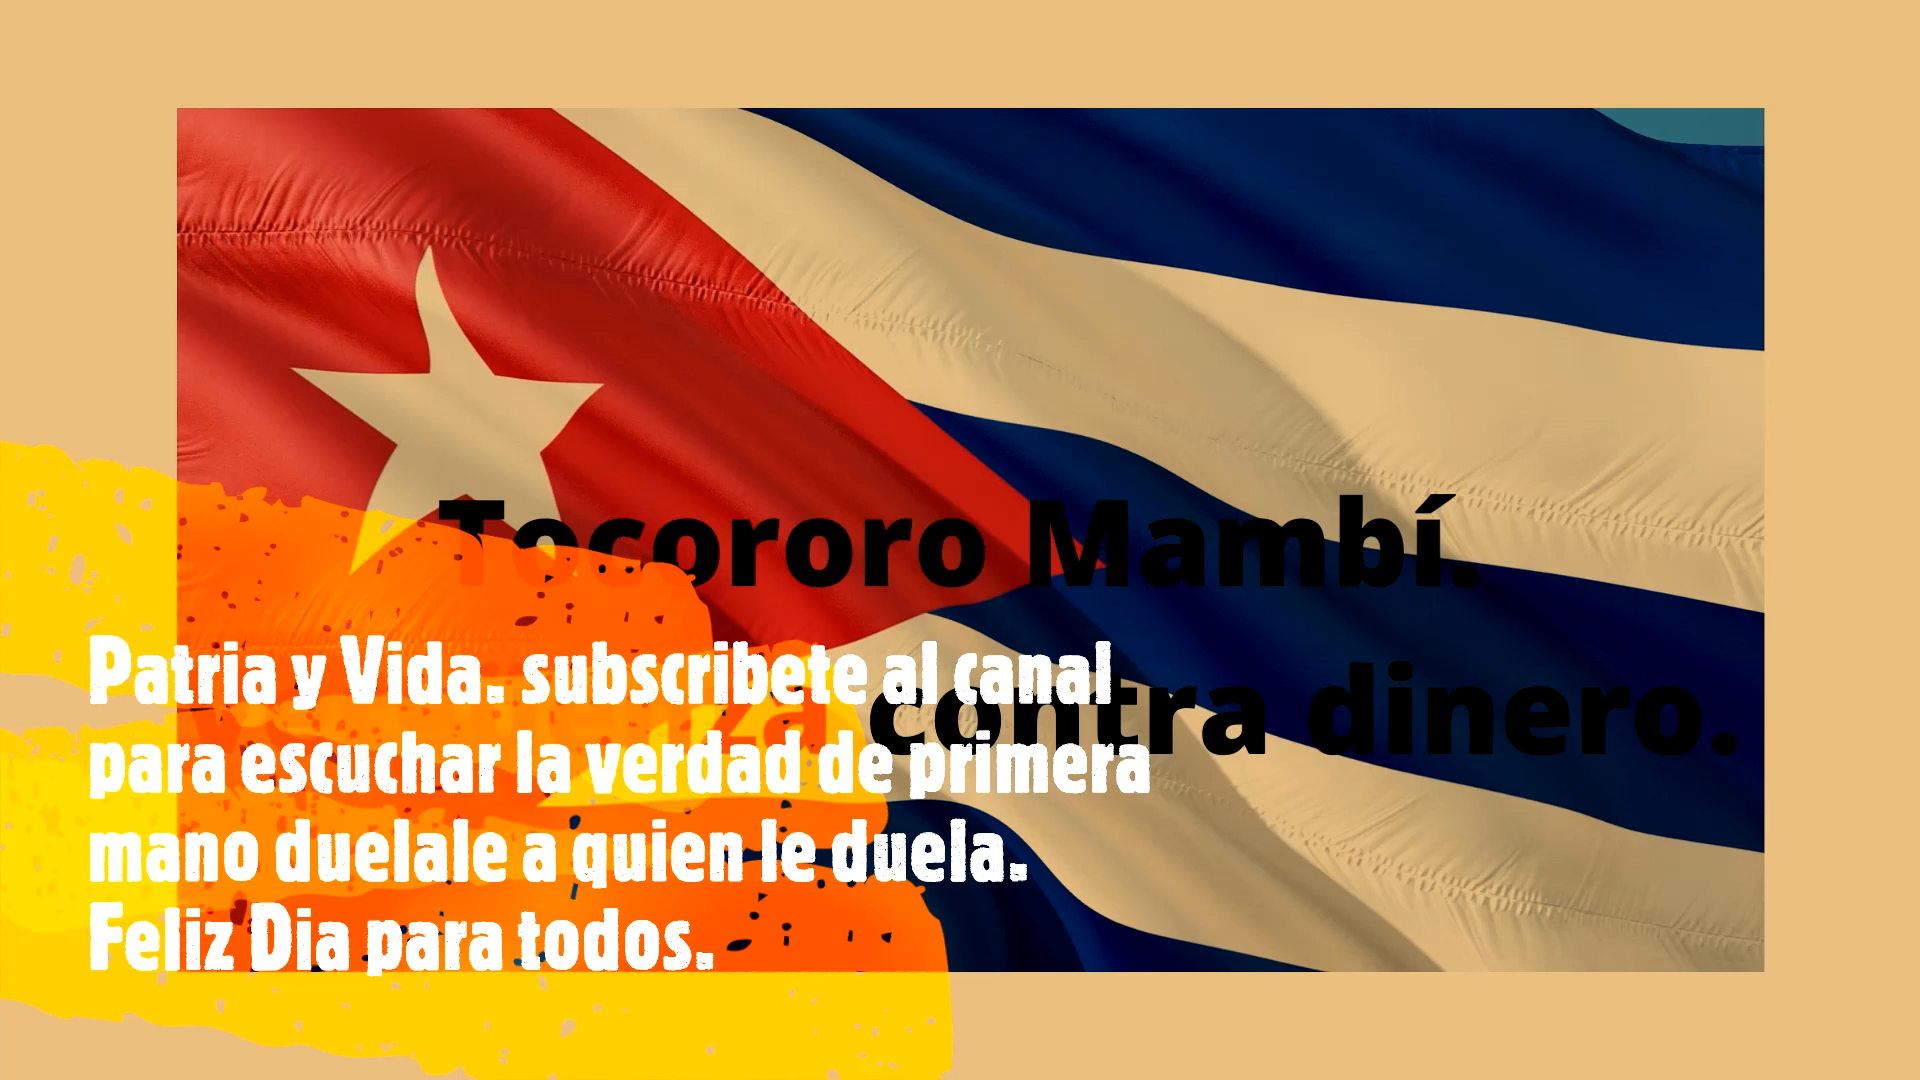 Tocororo Mambí.
contra dinero.
Patria y Vida. subscribete al canal
para escuchar la verdad de primera
mano duelale a quien le duela.
Feliz Dia para todos.